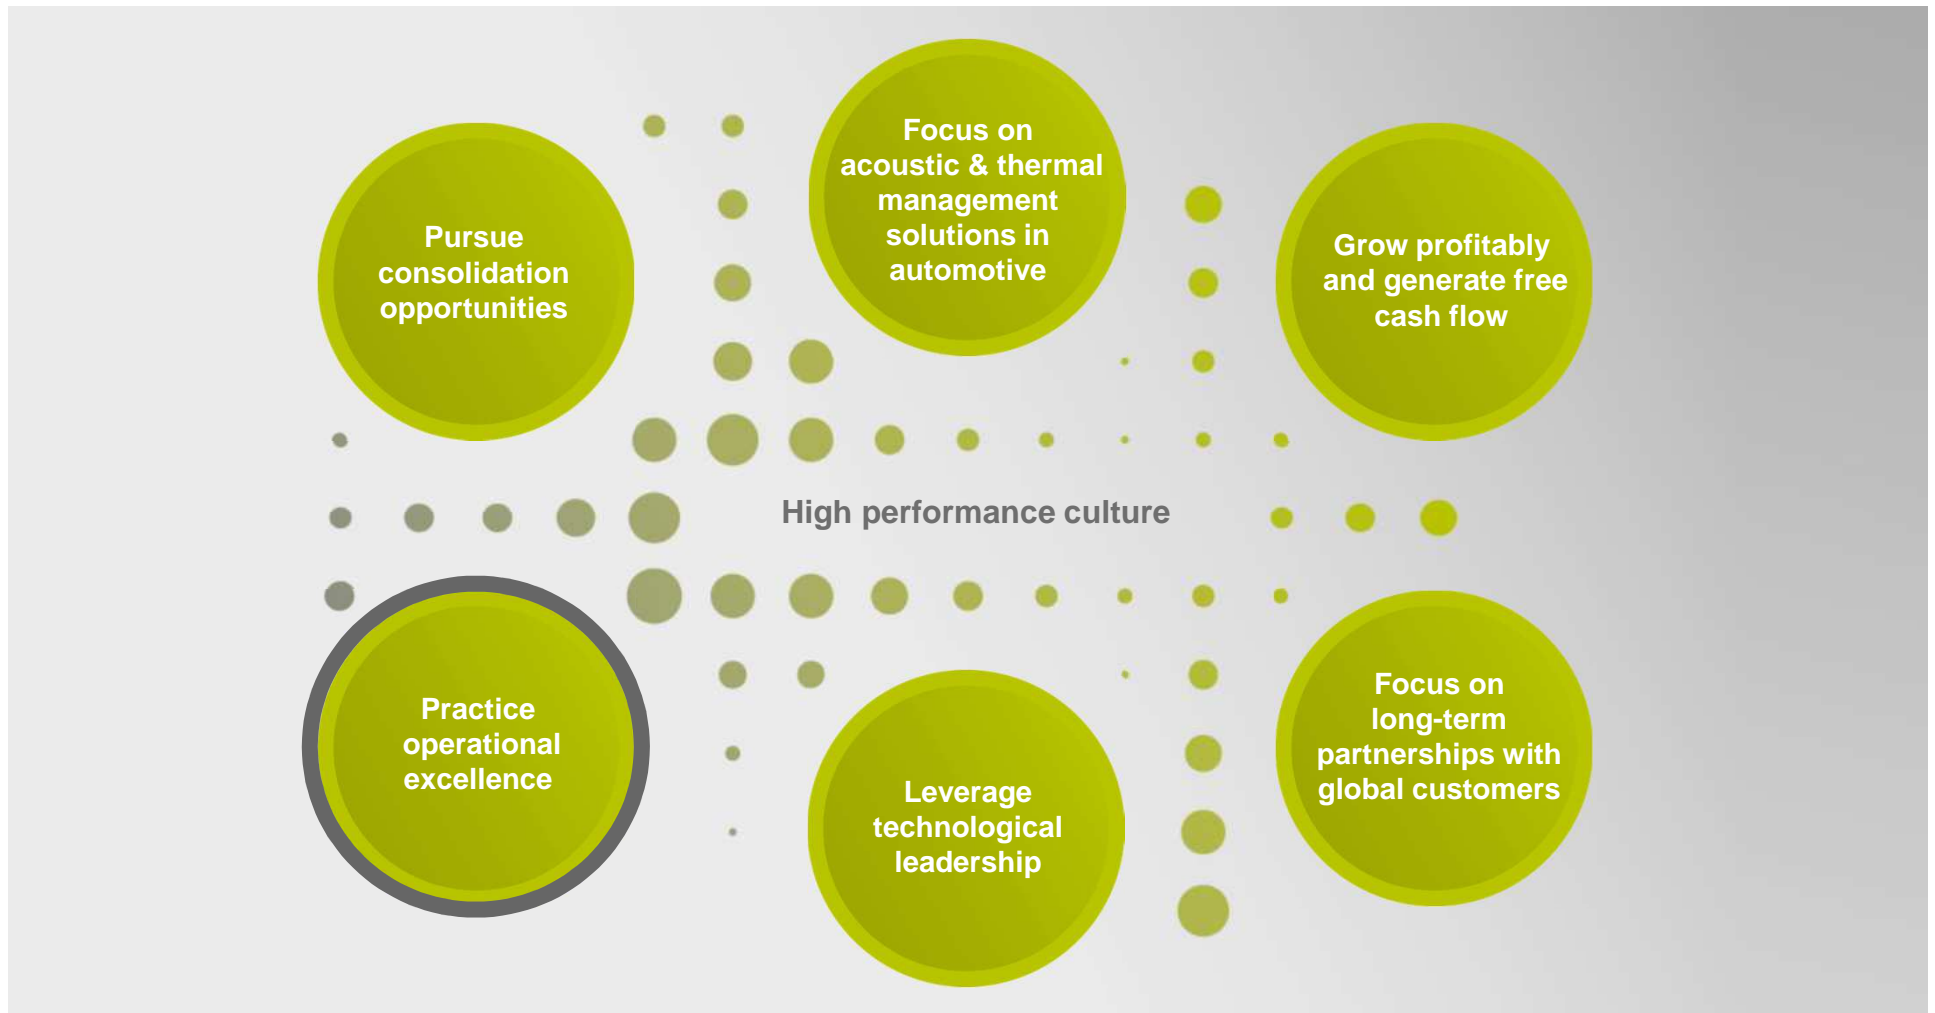 Focus on
acoustic & thermal
management
solutions in
automotive
Pursue
consolidation
opportunities
Grow profitably
and generate free
cash flow
High performance culture
Practice
operational
excellence
Leverage
technological
leadership
Focus on
long-term
partnerships with
global customers